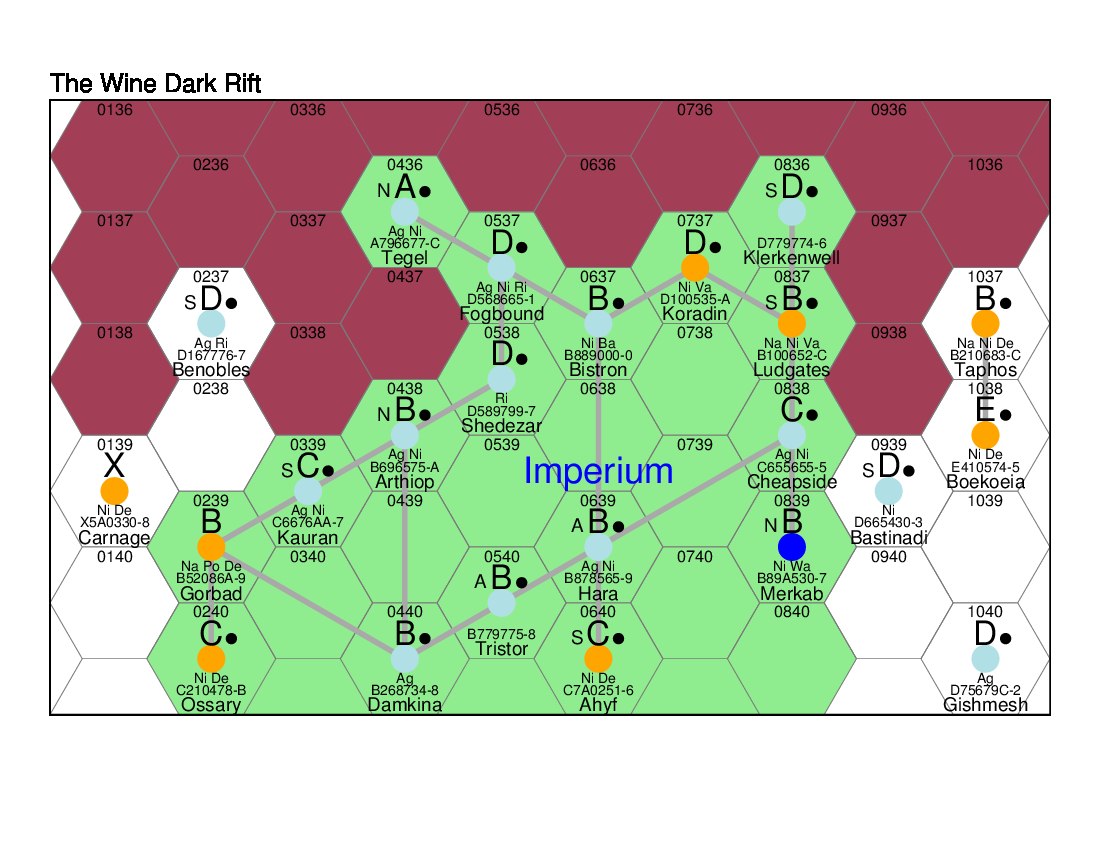 The Wine Dark Rift
0136
0336
0536
0736
0936
0236
0436
N A
Ag Ni
A796677-C
Tegel
0636
0836
S D
D779774-6
Klerkenwell
1036
0137
0337
0537
D
Ag Ni Ri
D568665-1
Fogbound
0737
D
Ni Va
D100535-A
Koradin
0937
0237
S D
Ag Ri
D167776-7
Benobles
0437
0637
B
Ni Ba
B889000-0
Bistron
0837
S B
Na Ni Va
B100652-C
Ludgates
1037
B
Na Ni De
B210683-C
Taphos
0138
0338
0538
D
Ri
D589799-7
Shedezar
0738
0938
0238
0438
N B
Ag Ni
B696575-A
Arthiop
0638
0838
C
Ag Ni
C655655-5
Cheapside
1038
E
Ni De
E410574-5
Boekoeia
0139
X
Ni De
X5A0330-8
Carnage
0339
S C
Ag Ni
C6676AA-7
Kauran
0539
Imperium
0739
0939
S D
Ni
D665430-3
Bastinadi
0239
B
Na Po De
B52086A-9
Gorbad
0439
0639
A B
Ag Ni
B878565-9
Hara
0839
N B
Ni Wa
B89A530-7
Merkab
1039
0140
0340
0540
A B
B779775-8
Tristor
0740
0940
0240
C
Ni De
C210478-B
Ossary
0440
B
Ag
B268734-8
Damkina
0640
S C
Ni De
C7A0251-6
Ahyf
0840
1040
D
Ag
D75679C-2
Gishmesh